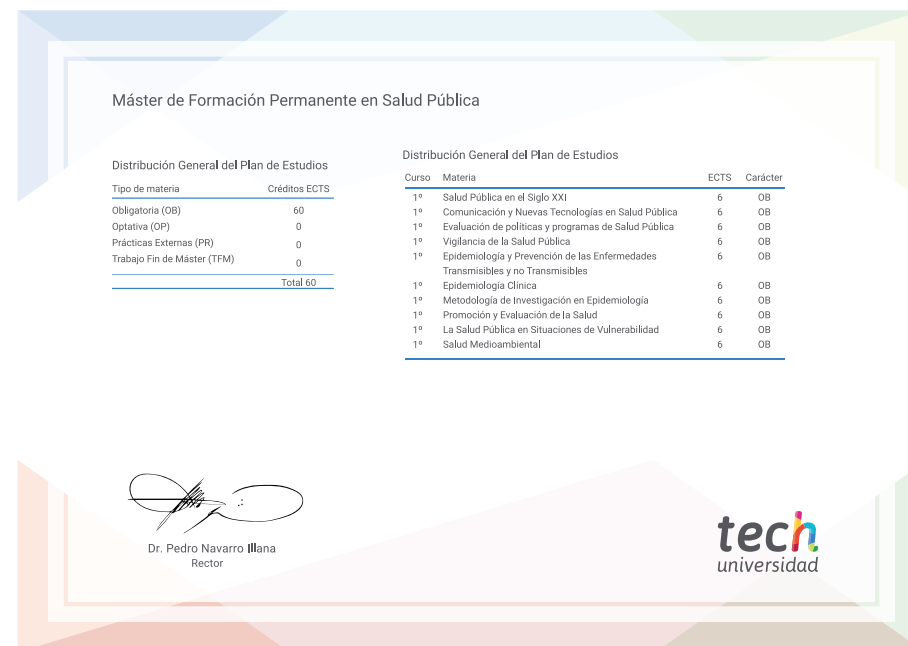 Máster de Formación Permanente en Salud Pública
Distribución General del Plan de Estudios
Tipo de materia Créditos ECTS
Obligatoria (OB) 60
Optativa (OP) 0
Prácticas Externas (PR) 0
Trabajo Fin de Máster (TFM) 0
Total 60
Distribución General del Plan de Estudios
Curso Materia ECTS Carácter
1º Salud Pública en el Siglo XXI 6 OB
1º Comunicación y Nuevas Tecnologías en Salud Pública 6 OB
1º Evaluación de políticas y programas de Salud Pública 6 OB
1º Vigilancia de la Salud Pública 6 OB
1º Epidemiología y Prevención de las Enfermedades 6 OB
Transmisibles y no Transmisibles
1º Epidemiología Clínica 6 OB
1º Metodología de Investigación en Epidemiología 6 OB
1º Promoción y Evaluación de la Salud 6 OB
1º La Salud Pública en Situaciones de Vulnerabilidad 6 OB
1º Salud Medioambiental 6 OB
Dr. Pedro Navarro Illana
Rector
tech
universidad